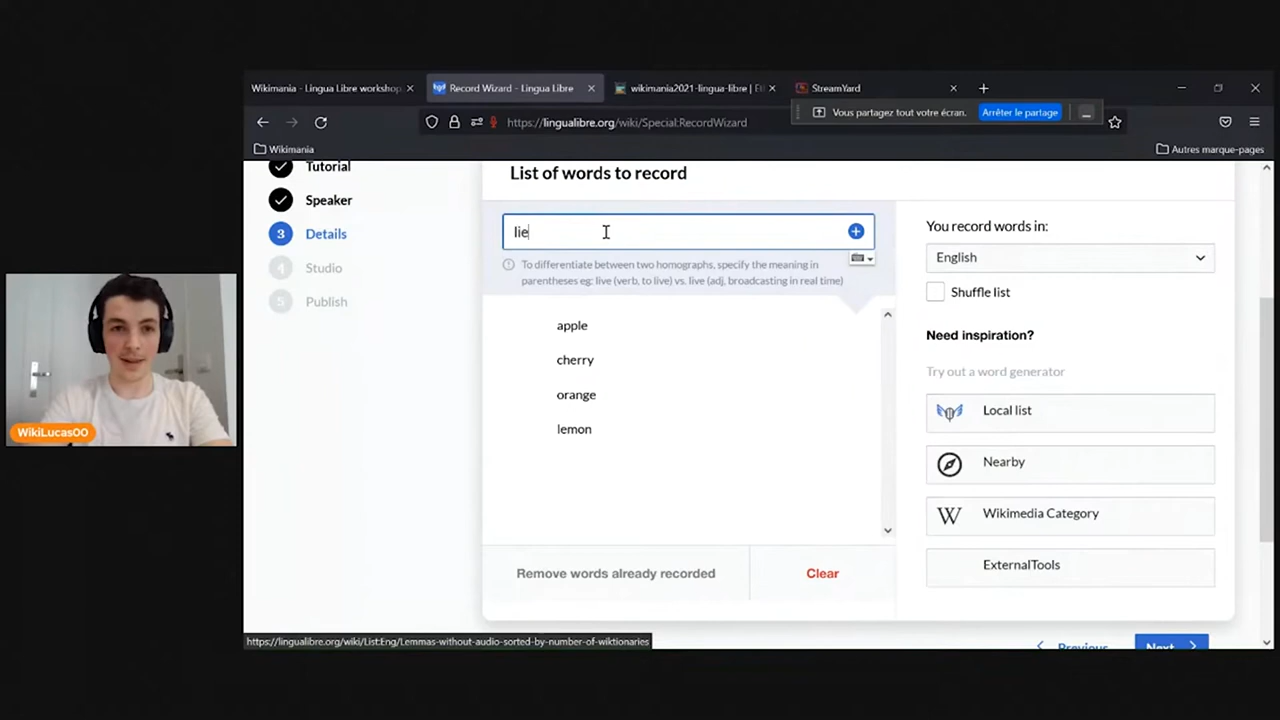 Wikimania - Lingua Libre workshop
Record Wizard - Lingua Libre
wikimania2021-lingua-libre | Et
StreamYard
Vous partagez tout votre écran.
Arrêter le partage
https://lingualibre.org/wiki/Special:RecordWizard
Wikimania
Autres marque-pages
Tutorial
Speaker
3 Details
4 Studio
5 Publish
WikiLucas00
List of words to record
lie
To differentiate between two homographs, specify the meaning in
parentheses eg: live (verb, to live) vs. live (adj, broadcasting in real time)
apple
cherry
orange
lemon
Remove words already recorded
Clear
You record words in:
English
Shuffle list
Need inspiration?
Try out a word generator
Local list
Nearby
W Wikimedia Category
ExternalTools
Previous
Next
https://lingualibre.org/wiki/List:Eng/Lemmas-without-audio-sorted-by-number-of-wiktionaries